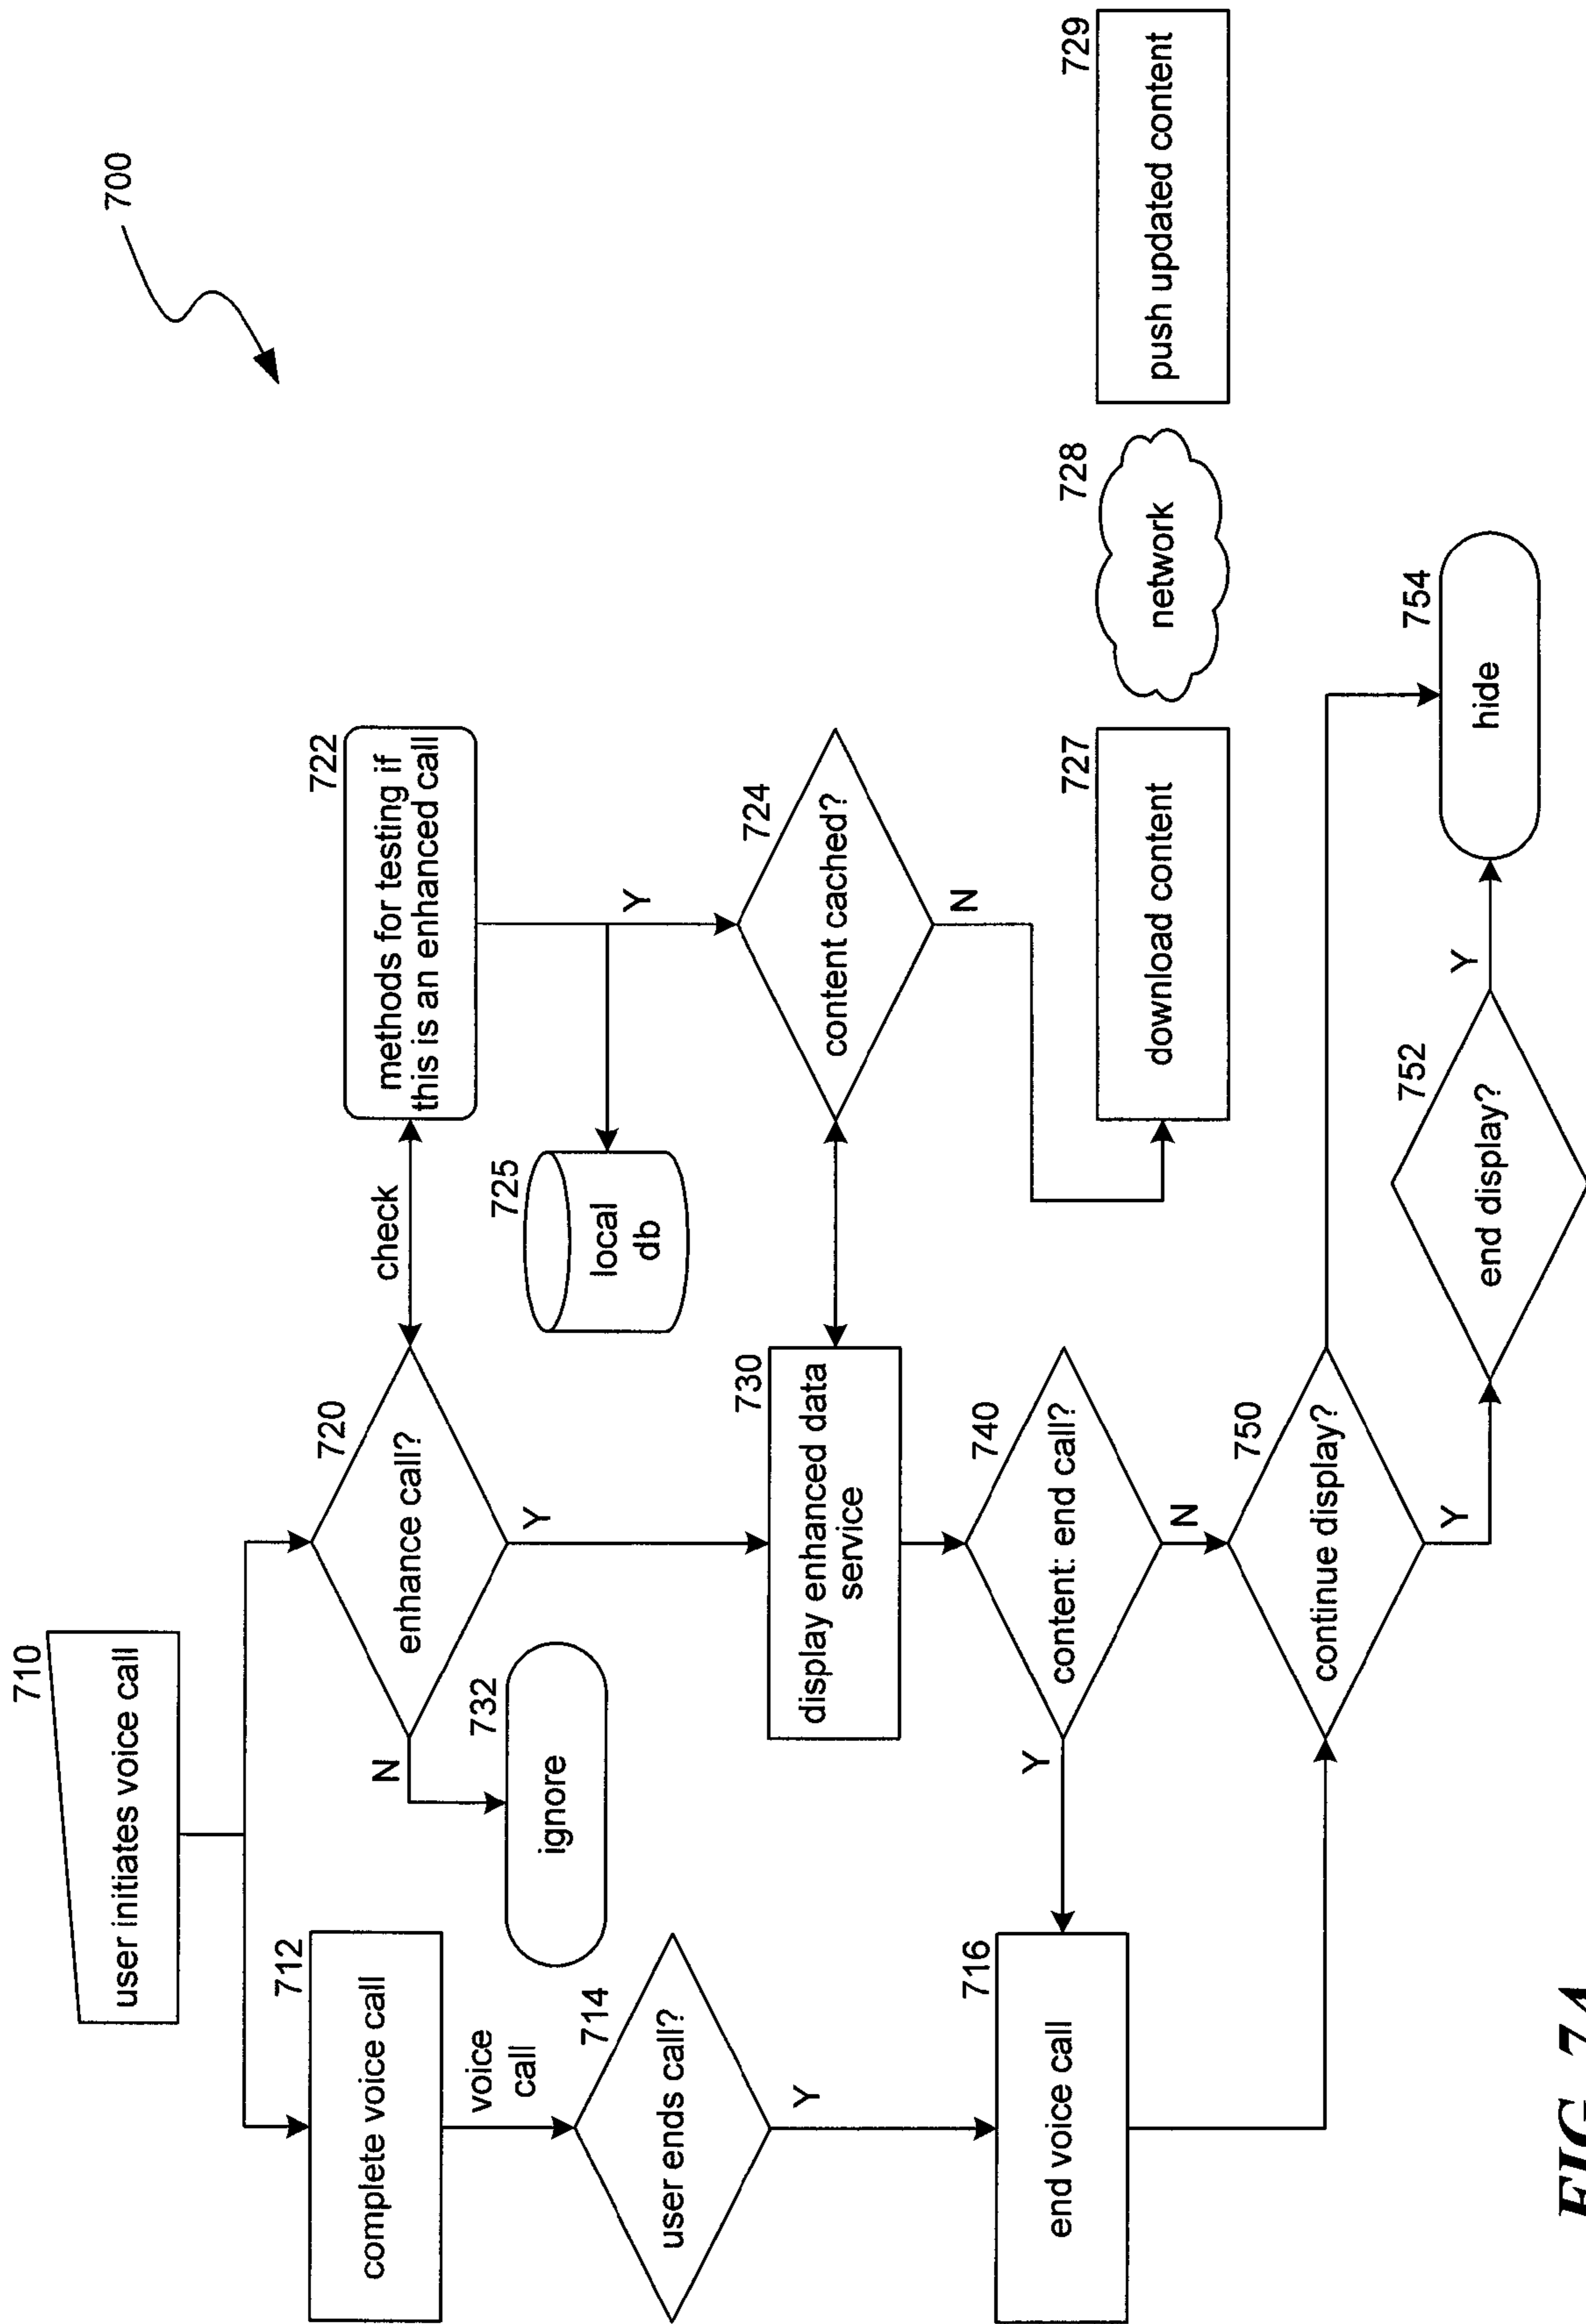 700
710
user initiates voice call
712
complete voice call
voice
call
714
user ends call?
Y
716
end voice call
720
enhance call?
N
Y
732
ignore
check
722
methods for testing if
this is an enhanced call
Y
725
local
db
724
content cached?
N
727
download content
728
network
729
push updated content
730
display enhanced data
service
740
content: end call?
Y
N
750
continue display?
Y
752
end display?
Y
754
hide
FIG. 7A